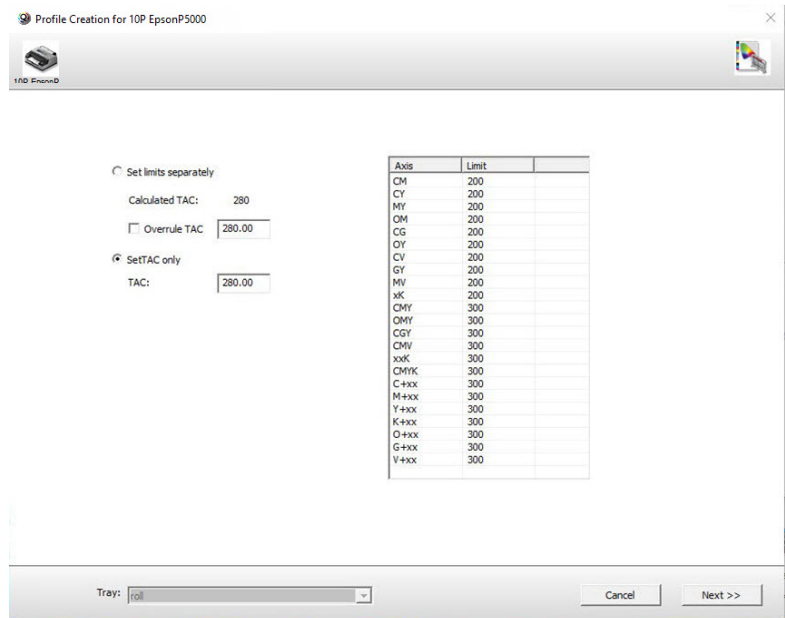 Profile Creation for 10P EpsonP5000
10P EpsonP
Set limits separately
Calculated TAC: 280
Overrule TAC 280.00
SetTAC only
TAC: 280.00
Axis Limit
CM 200
CY 200
MY 200
OM 200
CG 200
OY 200
CV 200
GY 200
MV 200
xK 200
CMY 300
OMY 300
CGY 300
CMV 300
xxK 300
CMYK 300
C+xx 300
M+xx 300
Y+xx 300
K+xx 300
O+xx 300
G+xx 300
V+xx 300
Tray: roll
Cancel
Next >>